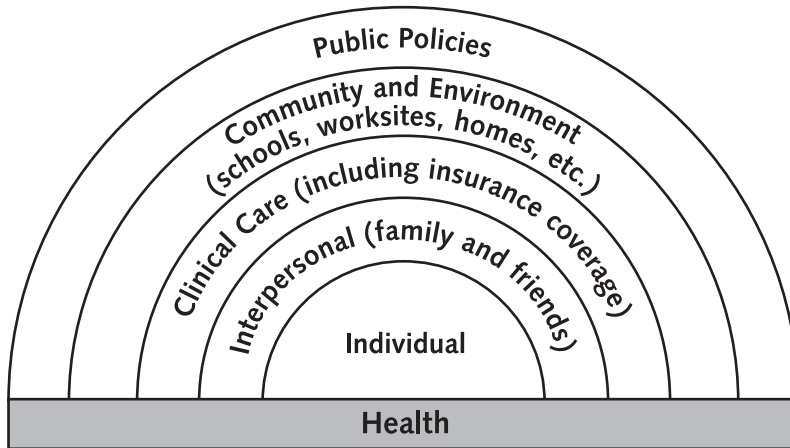 Public Policies
Community and Environment
(schools, worksites, homes, etc.)
Clinical Care (including insurance coverage)
Interpersonal (family and friends)
Individual
Health